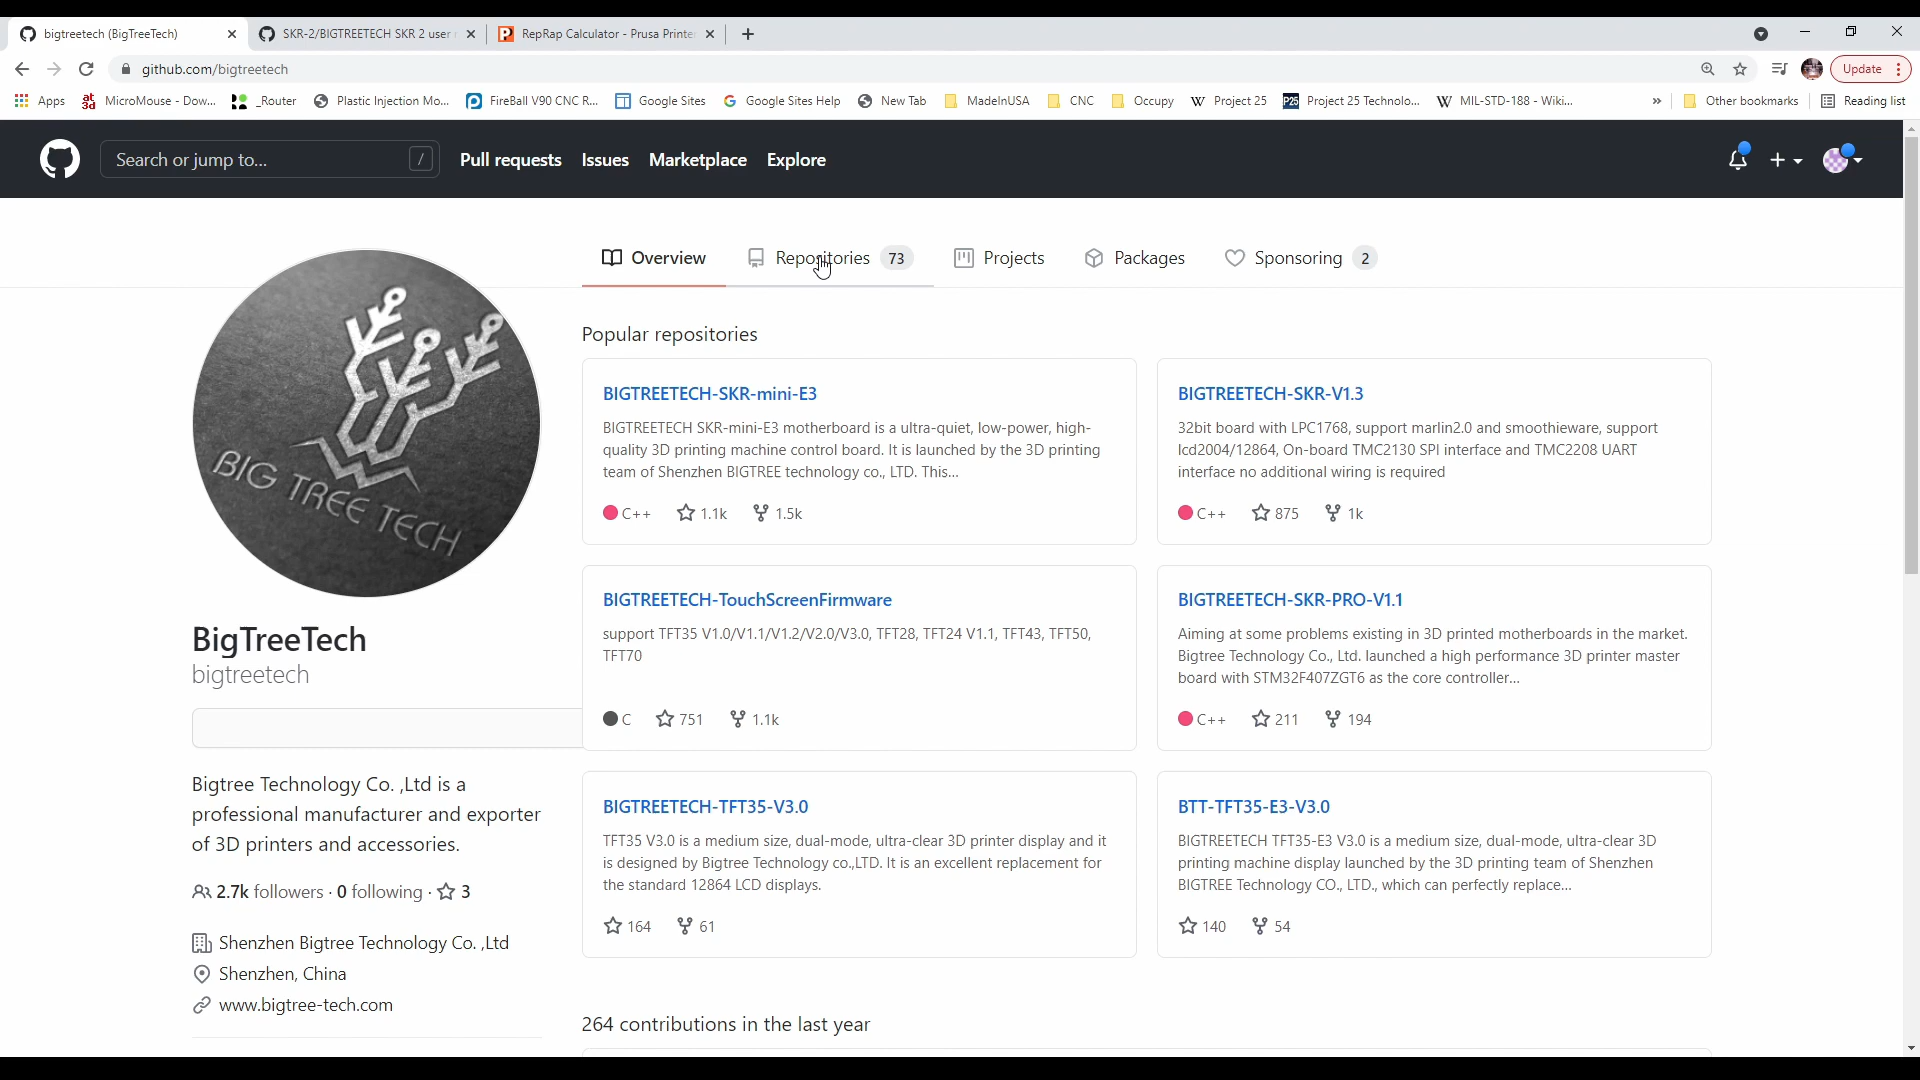 bigtreetech (BigTreeTech)
SKR-2/BIGTREETECH SKR 2 user
RepRap Calculator - Prusa Printe
github.com/bigtreetech
Update
Apps
MicroMouse - Dow...
_Router
Plastic Injection Mo...
FireBall V90 CNC R...
Google Sites
Google Sites Help
New Tab
MadeInUSA
CNC
Occupy
Project 25
Project 25 Technolo...
MIL-STD-188 - Wiki...
»
Other bookmarks
Reading list
Search or jump to...
/
Pull requests
Issues
Marketplace
Explore
Overview
Repositories 73
Projects
Packages
Sponsoring 2
BIG TREE TECH
BigTreeTech
bigtreetech
Bigtree Technology Co. ,Ltd is a
professional manufacturer and exporter
of 3D printers and accessories.
2.7k followers · 0 following · 3
Shenzhen Bigtree Technology Co. ,Ltd
Shenzhen, China
www.bigtree-tech.com
Popular repositories
BIGTREETECH-SKR-mini-E3
BIGTREETECH SKR-mini-E3 motherboard is a ultra-quiet, low-power, high-
quality 3D printing machine control board. It is launched by the 3D printing
team of Shenzhen BIGTREE technology co., LTD. This...
C++ 1.1k 1.5k
BIGTREETECH-SKR-V1.3
32bit board with LPC1768, support marlin2.0 and smoothieware, support
lcd2004/12864, On-board TMC2130 SPI interface and TMC2208 UART
interface no additional wiring is required
C++ 875 1k
BIGTREETECH-TouchScreenFirmware
support TFT35 V1.0/V1.1/V1.2/V2.0/V3.0, TFT28, TFT24 V1.1, TFT43, TFT50,
TFT70
C 751 1.1k
BIGTREETECH-SKR-PRO-V1.1
Aiming at some problems existing in 3D printed motherboards in the market.
Bigtree Technology Co., Ltd. launched a high performance 3D printer master
board with STM32F407ZGT6 as the core controller...
C++ 211 194
BIGTREETECH-TFT35-V3.0
TFT35 V3.0 is a medium size, dual-mode, ultra-clear 3D printer display and it
is designed by Bigtree Technology co.,LTD. It is an excellent replacement for
the standard 12864 LCD displays.
164 61
BTT-TFT35-E3-V3.0
BIGTREETECH TFT35-E3 V3.0 is a medium size, dual-mode, ultra-clear 3D
printing machine display launched by the 3D printing team of Shenzhen
BIGTREE Technology CO., LTD., which can perfectly replace...
140 54
264 contributions in the last year